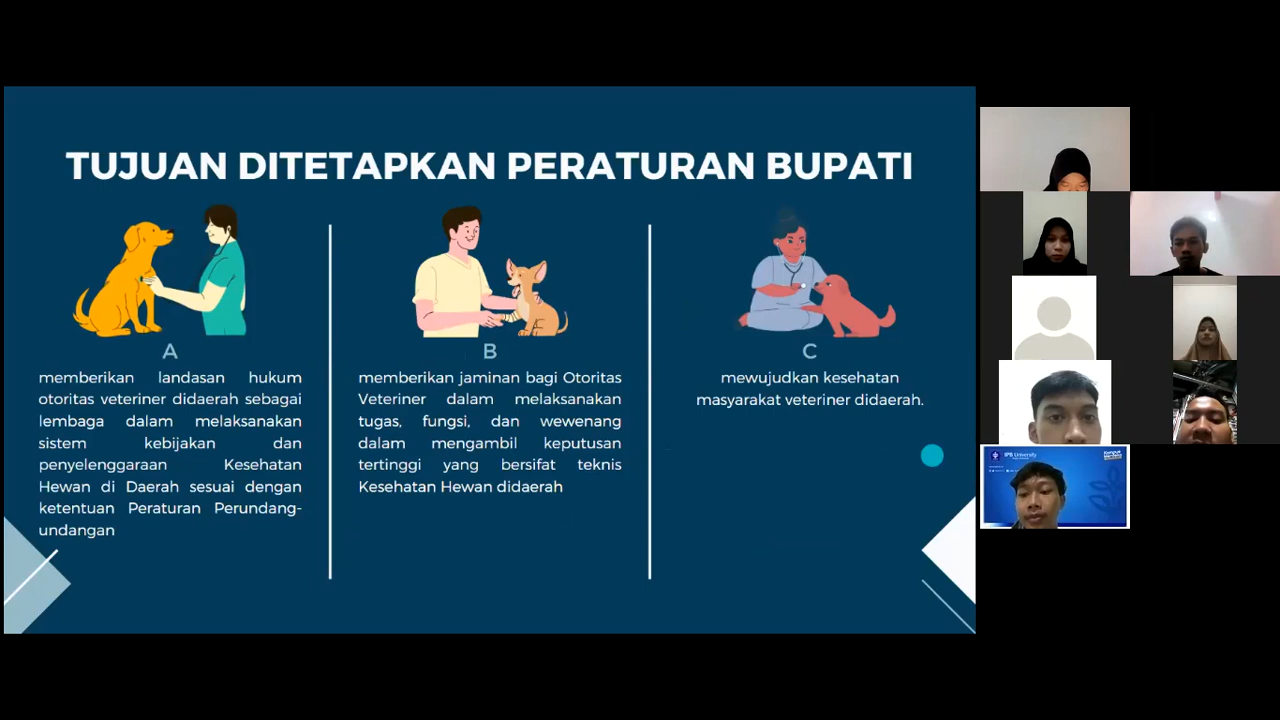 TUJUAN DITETAPKAN PERATURAN BUPATI
A
memberikan landasan hukum
otoritas veteriner didaerah sebagai
lembaga dalam melaksanakan
sistem kebijakan dan
penyelenggaraan Kesehatan
Hewan di Daerah sesuai dengan
ketentuan Peraturan Perundang-
undangan
B
memberikan jaminan bagi Otoritas
Veteriner dalam melaksanakan
tugas, fungsi, dan wewenang
dalam mengambil keputusan
tertinggi yang bersifat teknis
Kesehatan Hewan didaerah
C
mewujudkan kesehatan
masyarakat veteriner didaerah.
IPB University